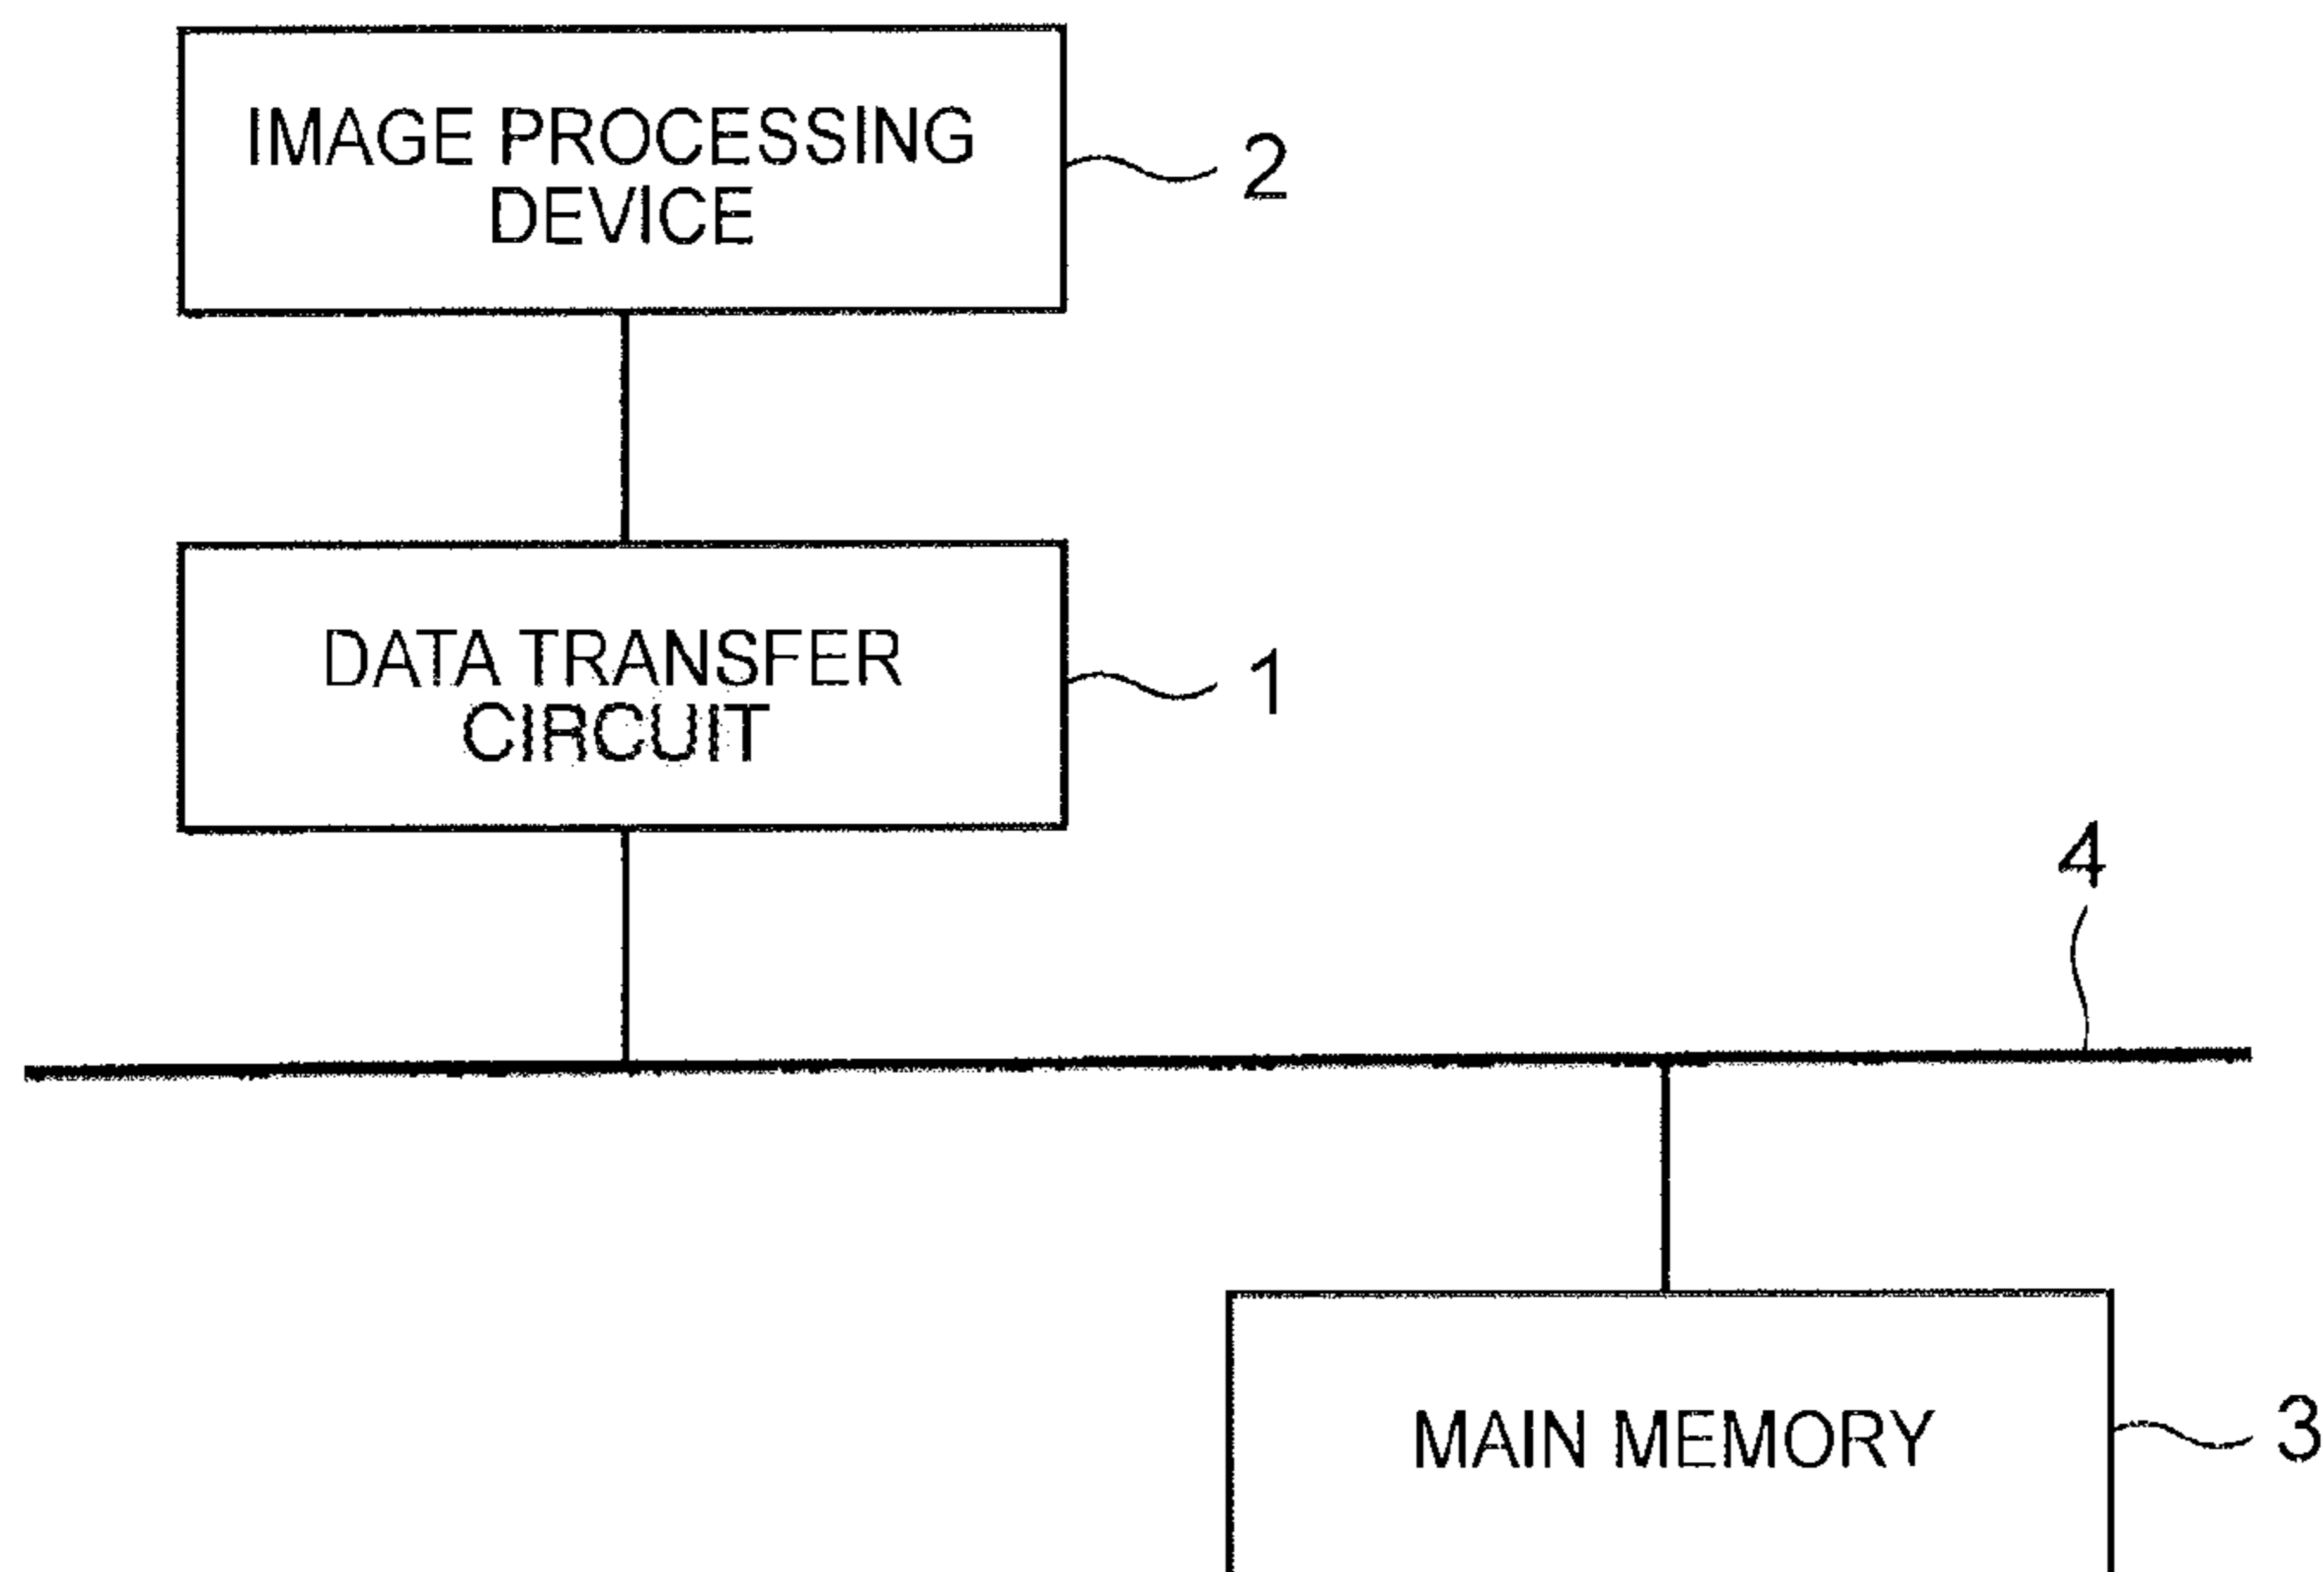 IMAGE PROCESSING
DEVICE
2
DATA TRANSFER
CIRCUIT
1
4
MAIN MEMORY
3